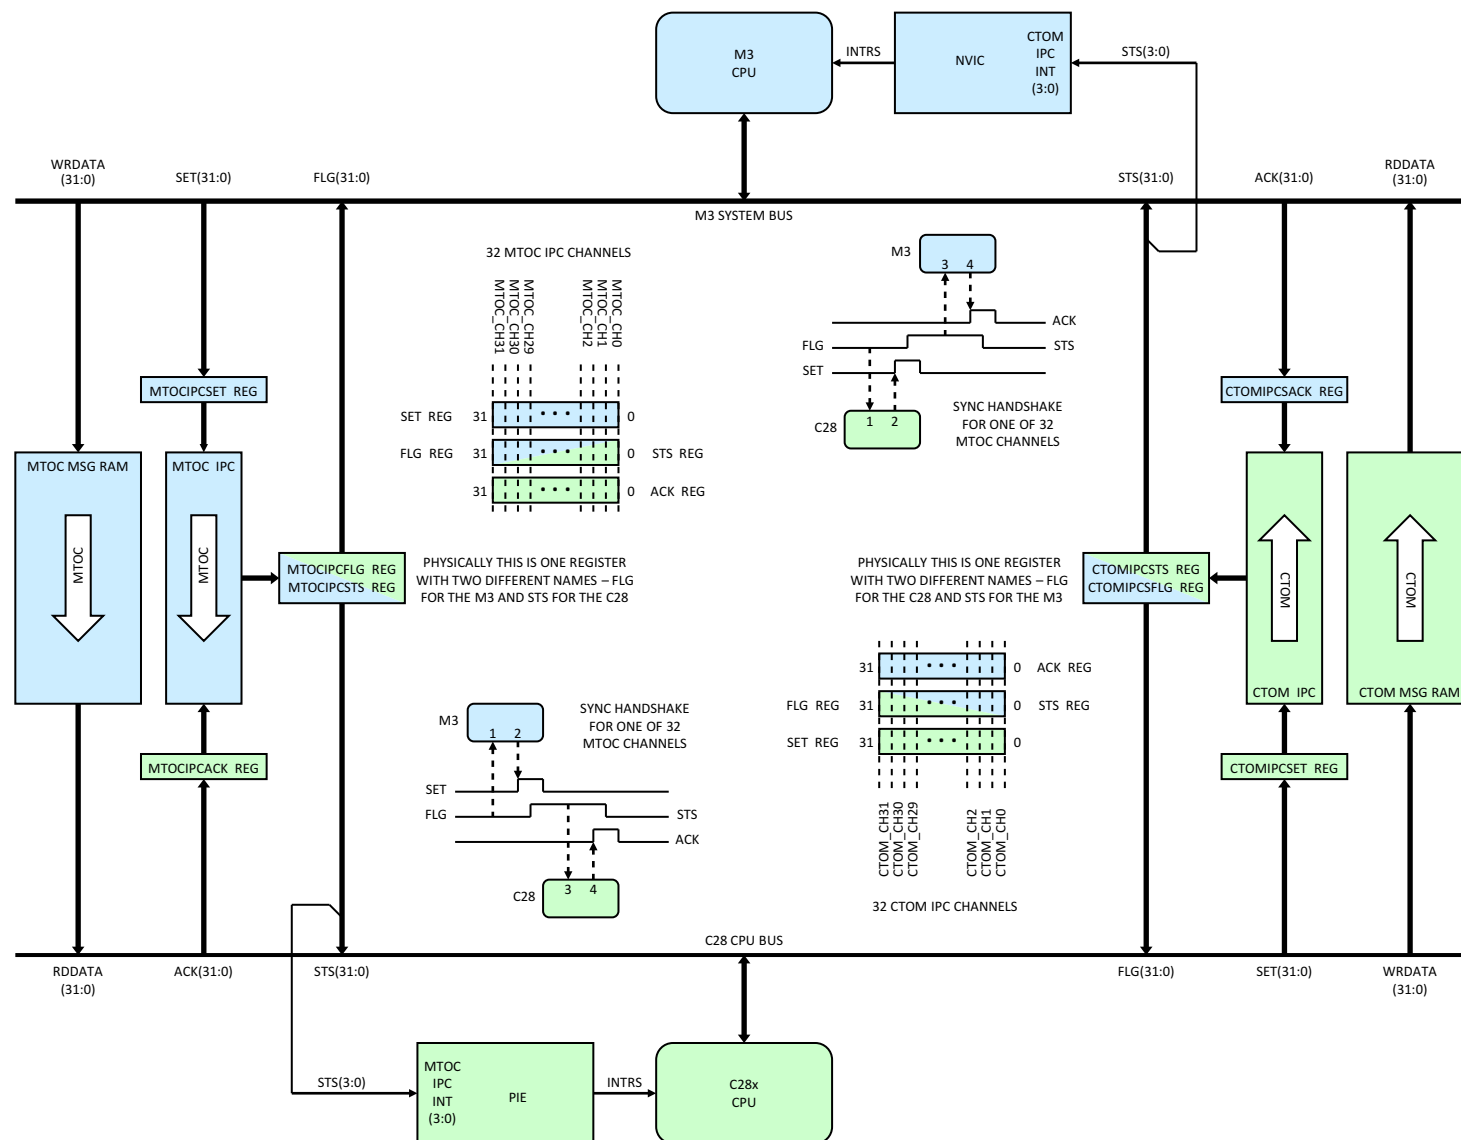 M3
CPU
INTRS
NVIC
CTOM
IPC
INT
(3:0)
STS(3:0)
WRDATA
(31:0)
SET(31:0)
FLG(31:0)
STS(31:0)
ACK(31:0)
RDDATA
(31:0)
M3 SYSTEM BUS
32 MTOC IPC CHANNELS
MTOC_CH31
MTOC_CH30
MTOC_CH29
MTOC_CH2
MTOC_CH1
MTOC_CH0
SET REG 31 ••• 0
FLG REG 31 ••• 0 STS REG
31 ••• 0 ACK REG
M3
3 4
ACK
FLG STS
SET
C28
1 2
SYNC HANDSHAKE
FOR ONE OF 32
MTOC CHANNELS
MTOCIPCSET REG
CTOMIPCSACK REG
MTOC MSG RAM
MTOC
MTOC IPC
MTOC
MTOCIPCFLG REG
MTOCIPCSTS REG
PHYSICALLY THIS IS ONE REGISTER
WITH TWO DIFFERENT NAMES – FLG
FOR THE M3 AND STS FOR THE C28
PHYSICALLY THIS IS ONE REGISTER
WITH TWO DIFFERENT NAMES – FLG
FOR THE C28 AND STS FOR THE M3
CTOMIPCSTS REG
CTOMIPCSFLG REG
CTOM
CTOM IPC
CTOM
CTOM MSG RAM
31 ••• 0 ACK REG
FLG REG 31 ••• 0 STS REG
SET REG 31 ••• 0
CTOM_CH31
CTOM_CH30
CTOM_CH29
CTOM_CH2
CTOM_CH1
CTOM_CH0
32 CTOM IPC CHANNELS
M3
1 2
SYNC HANDSHAKE
FOR ONE OF 32
MTOC CHANNELS
SET
FLG STS
ACK
C28
3 4
MTOCIPCACK REG
CTOMIPCSET REG
C28 CPU BUS
RDDATA
(31:0)
ACK(31:0)
STS(31:0)
FLG(31:0)
SET(31:0)
WRDATA
(31:0)
STS(3:0)
MTOC
IPC
INT
(3:0)
PIE
INTRS
C28x
CPU